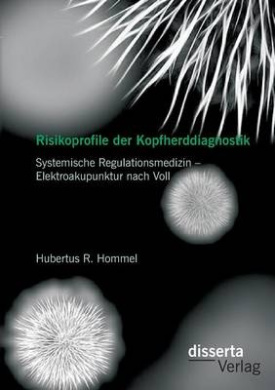 Risikoprofile der Kopfherddiagnostik
Systemische Regulationsmedizin –
Elektroakupunktur nach Voll
Hubertus R. Hommel
disserta
Verlag